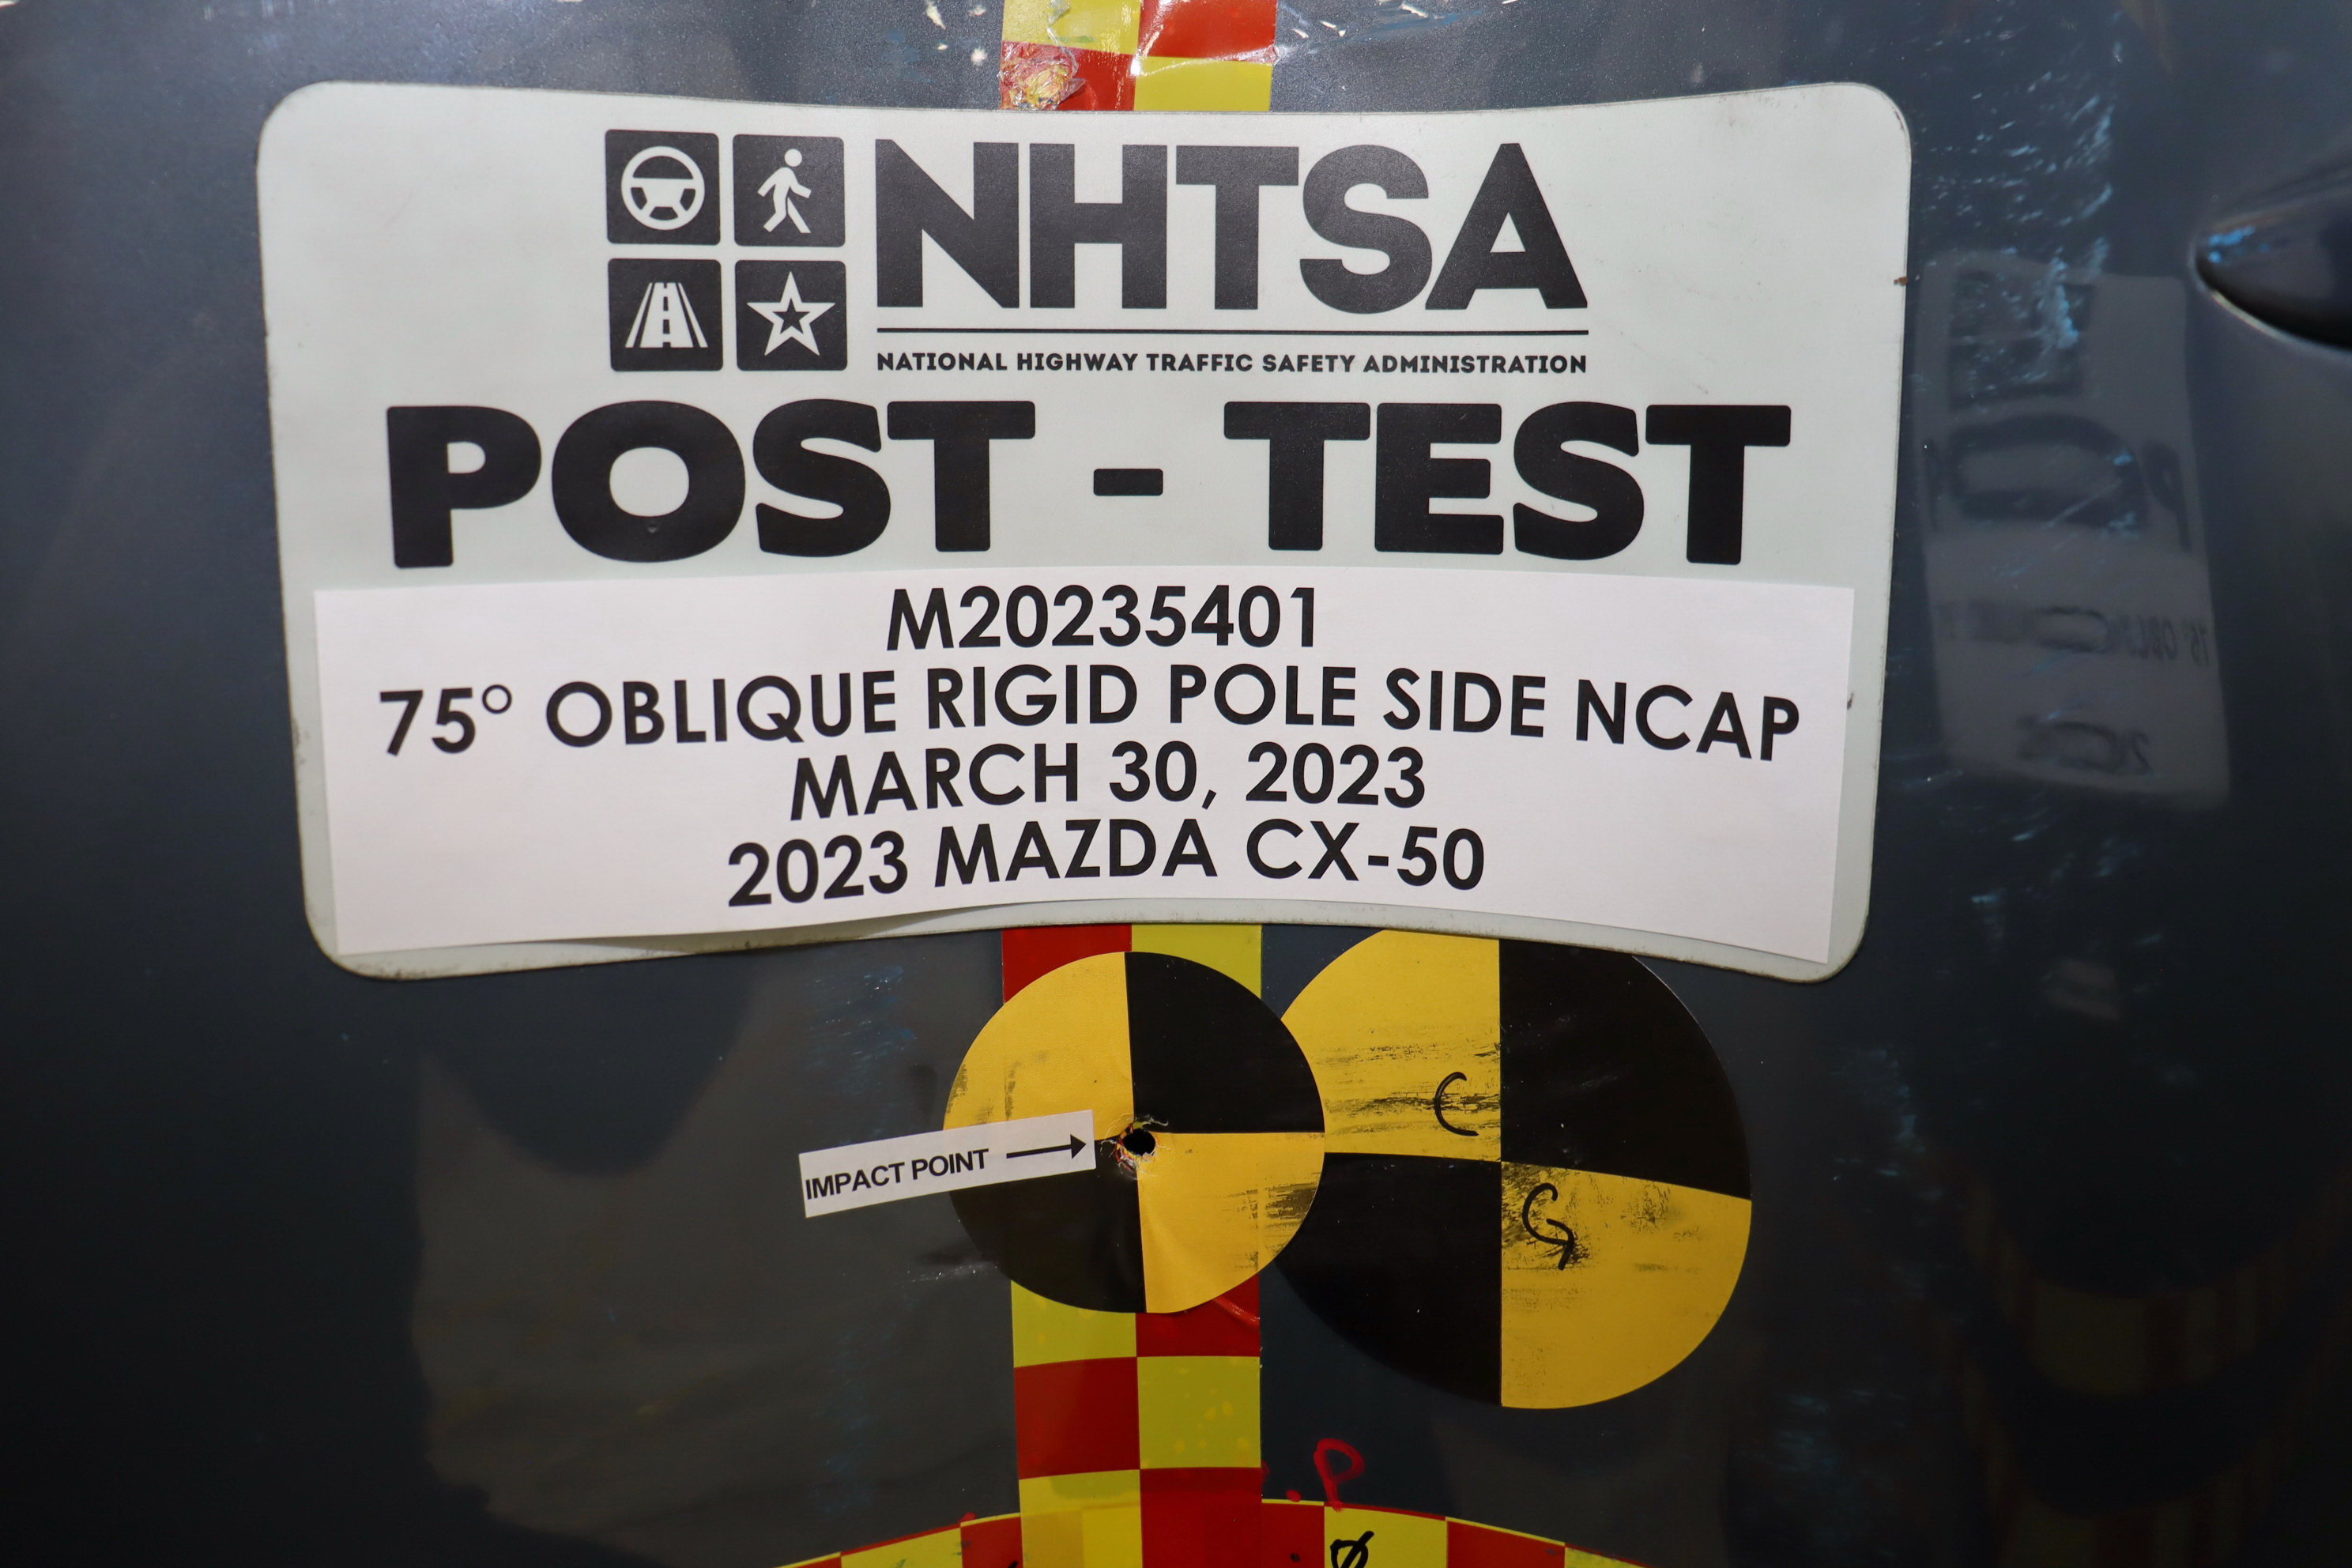 NHTSA
NATIONAL HIGHWAY TRAFFIC SAFETY ADMINISTRATION
POST - TEST
M20235401
75° OBLIQUE RIGID POLE SIDE NCAP
MARCH 30, 2023
2023 MAZDA CX-50
IMPACT POINT
C
G
.P